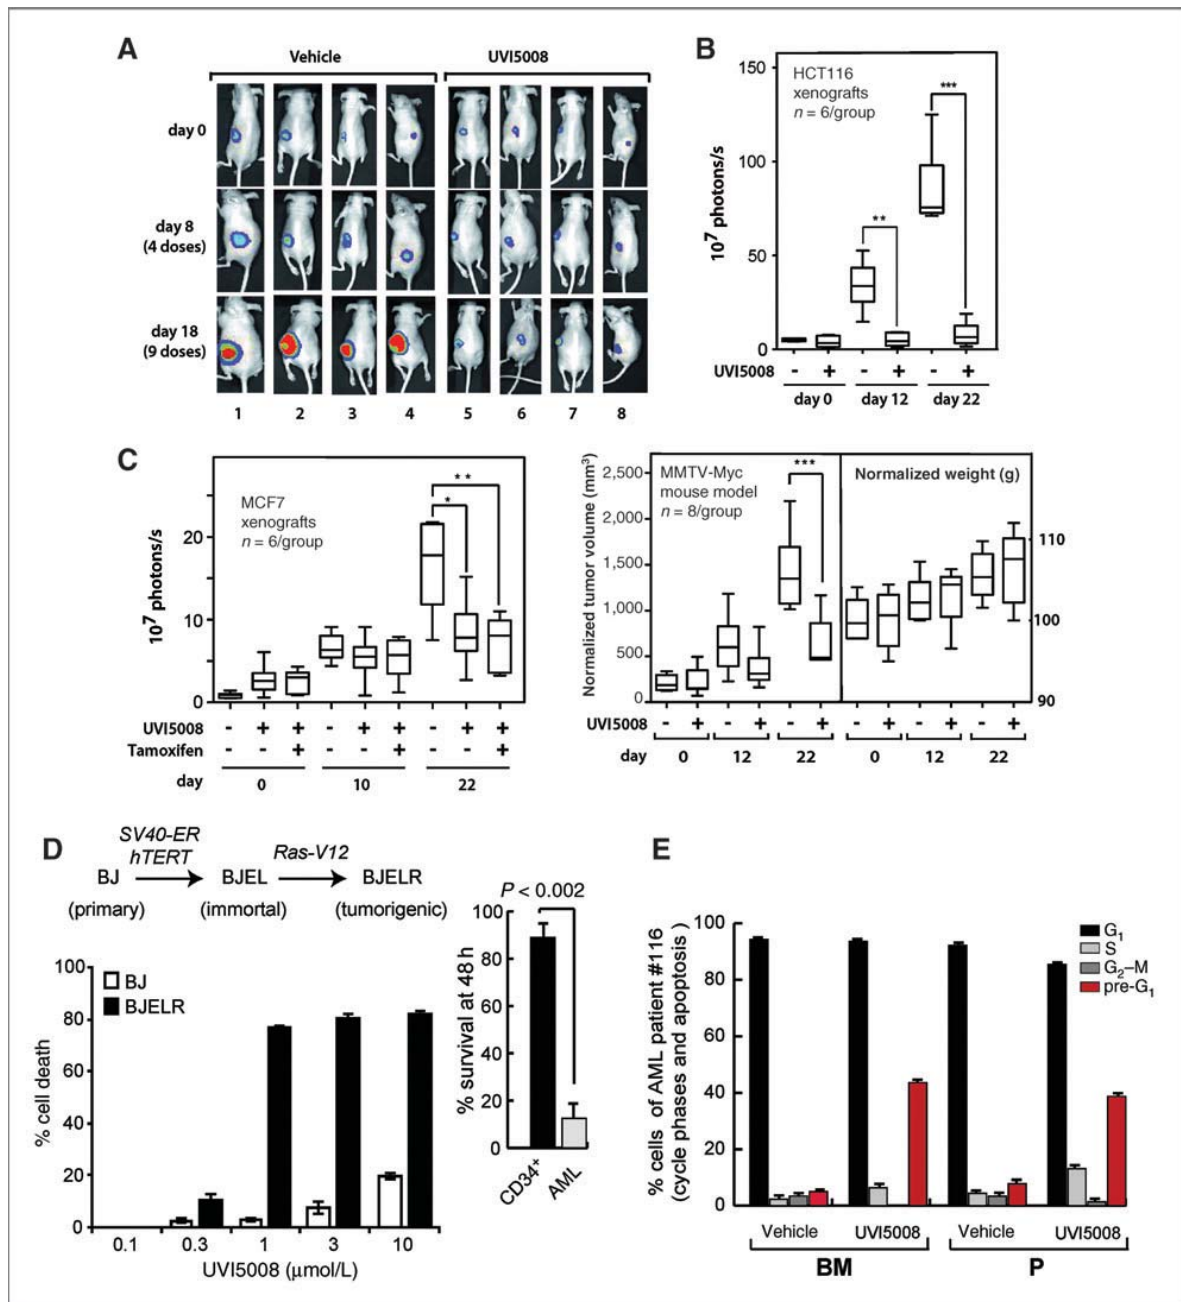 A
Vehicle
UVI5008
day 0
day 8
(4 doses)
day 18
(9 doses)
1 2 3 4 5 6 7 8
B
HCT116
xenografts
n = 6/group
10⁷ photons/s
150
100
50
0
**
***
UVI5008 - + - + - +
day 0 day 12 day 22
C
MCF7
xenografts
n = 6/group
10⁷ photons/s
20
10
0
* *
*
UVI5008 - + + - + + - + +
Tamoxifen - - + - - + - - +
day 0 10 22
Normalized tumor volume (mm³)
MMTV-Myc
mouse model
n = 8/group
2,500
2,000
1,500
1,000
500
0
***
Normalized weight (g)
110
100
90
UVI5008 - + - + - + - + - + - +
day 0 12 22 0 12 22
D
SV40-ER
hTERT
Ras-V12
BJ BJEL BJELR
(primary) (immortal) (tumorigenic)
% cell death
100
80
60
40
20
0
BJ
BJELR
0.1 0.3 1 3 10
UVI5008 (μmol/L)
P < 0.002
% survival at 48 h
100
80
60
40
20
0
CD34⁺
AML
E
% cells of AML patient #116
(cycle phases and apoptosis )
100
80
60
40
20
0
G₁
S
G₂–M
pre-G₁
Vehicle UVI5008 Vehicle UVI5008
BM P